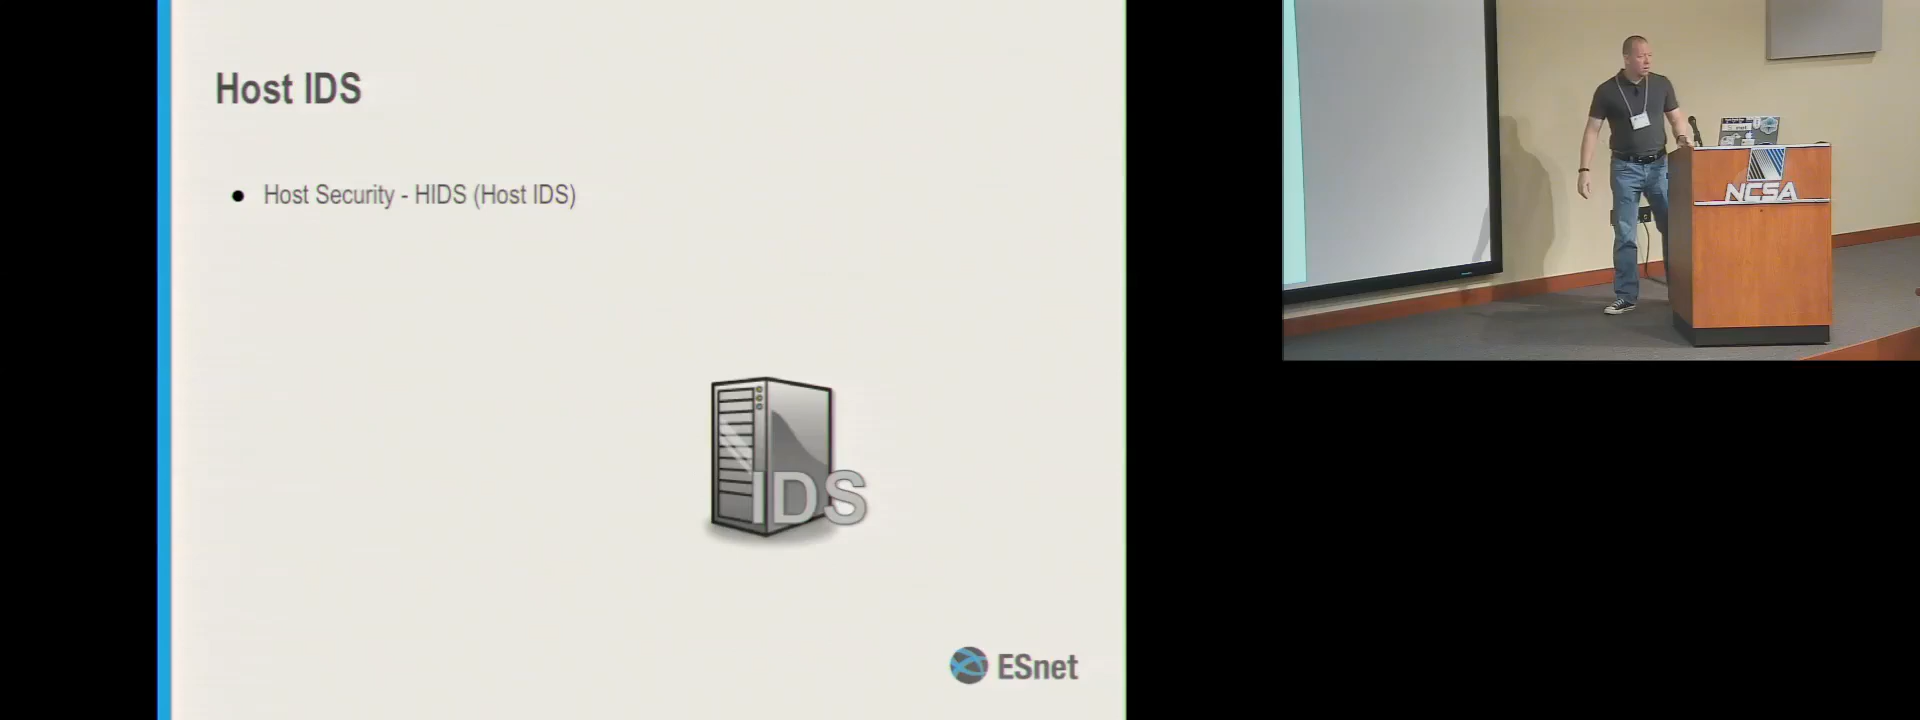 Host IDS
Host Security - HIDS (Host IDS)
IDS
ESnet
NCSA